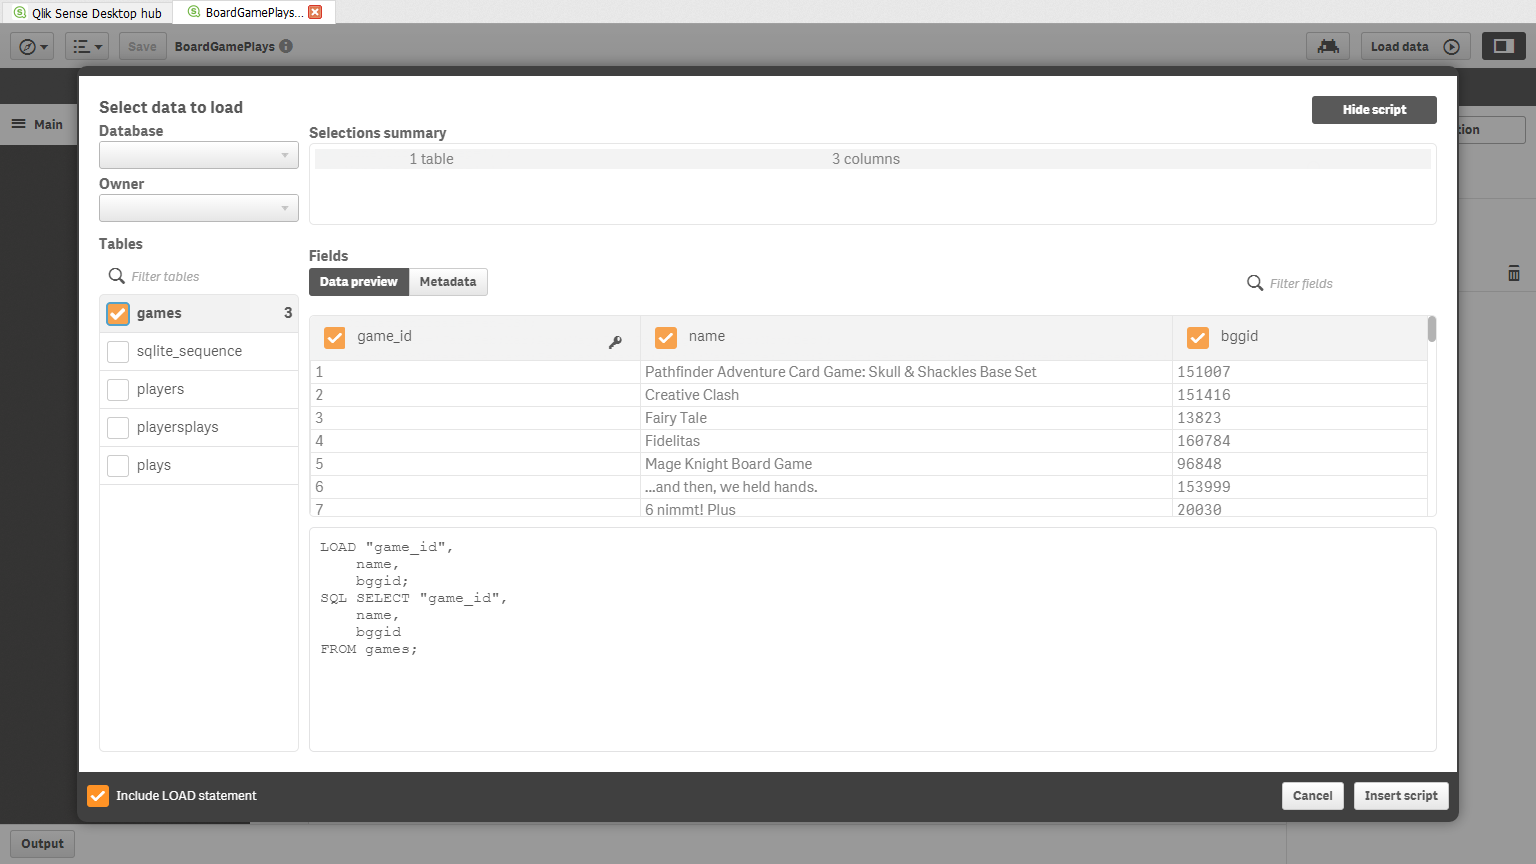 Qlik Sense Desktop hub
BoardGamePlays...
Save
BoardGamePlays
Load data
Main
tion
Select data to load
Hide script
Database
Owner
Selections summary
1 table 3 columns
Tables
Filter tables
games 3
sqlite_sequence
players
playersplays
plays
Fields
Data preview Metadata
Filter fields
game_id name bggid
1 Pathfinder Adventure Card Game: Skull & Shackles Base Set 151007
2 Creative Clash 151416
3 Fairy Tale 13823
4 Fidelitas 160784
5 Mage Knight Board Game 96848
6 ...and then, we held hands. 153999
7 6 nimmt! Plus 20030
LOAD "game_id",
name,
bggid;
SQL SELECT "game_id",
name,
bggid
FROM games;
Include LOAD statement
Cancel Insert script
Output